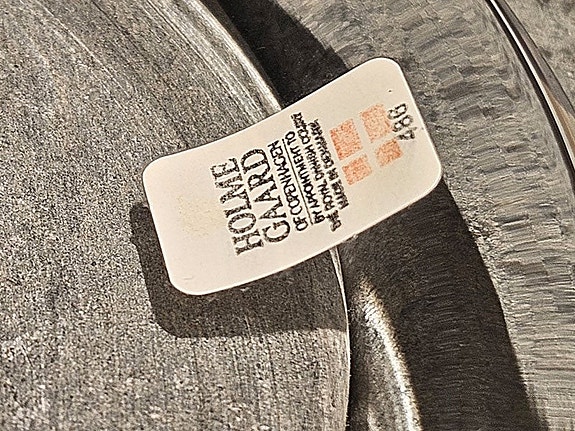 HOLME
GAARD
OF COPENHAGEN
BY APPOINTMENT TO
THE ROYAL DANISH COURT
MADE IN DENMARK
486